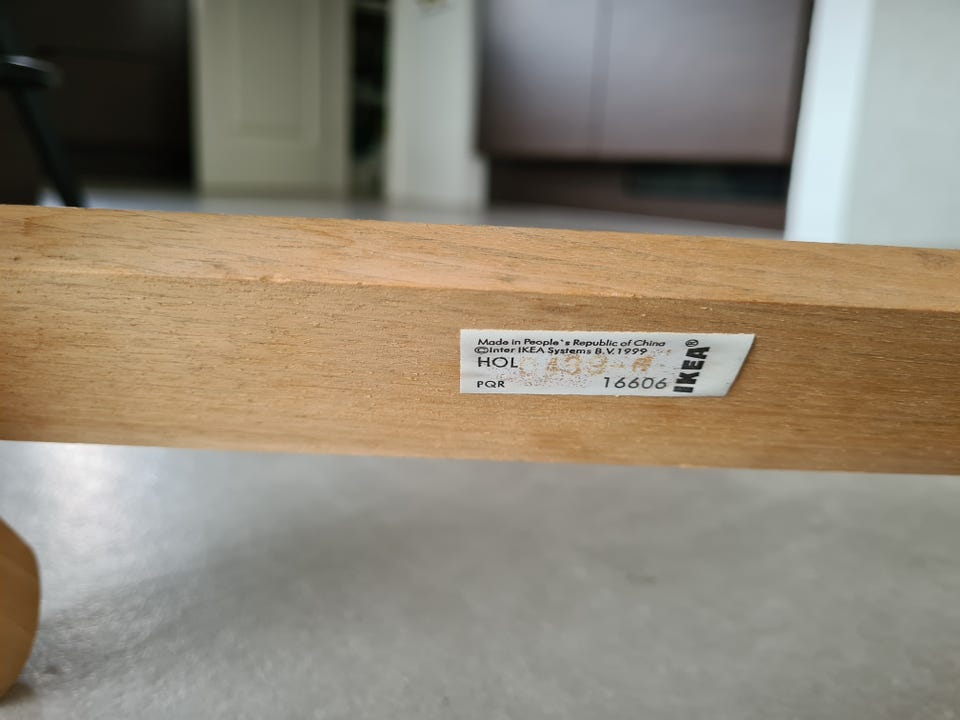 Made in People`s Republic of China
©Inter IKEA Systems B.V.1999
HOL
PQR 16606
IKEA®